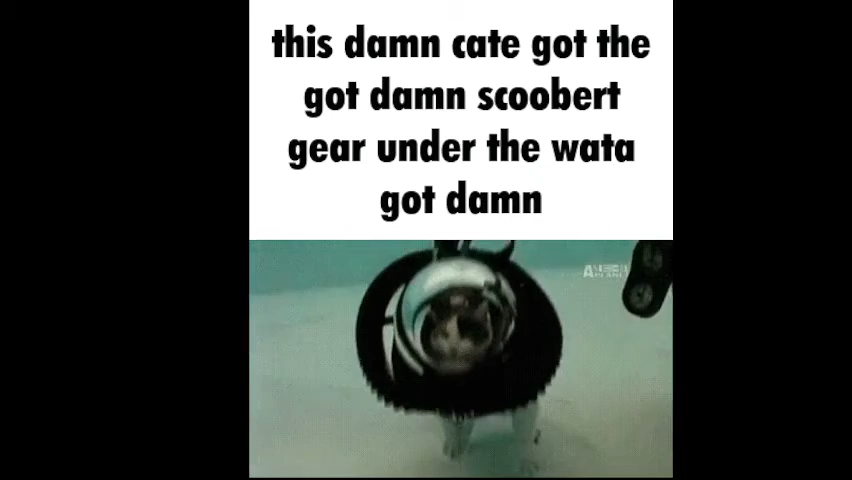 this damn cate got the
got damn scoobert
gear under the wata
got damn